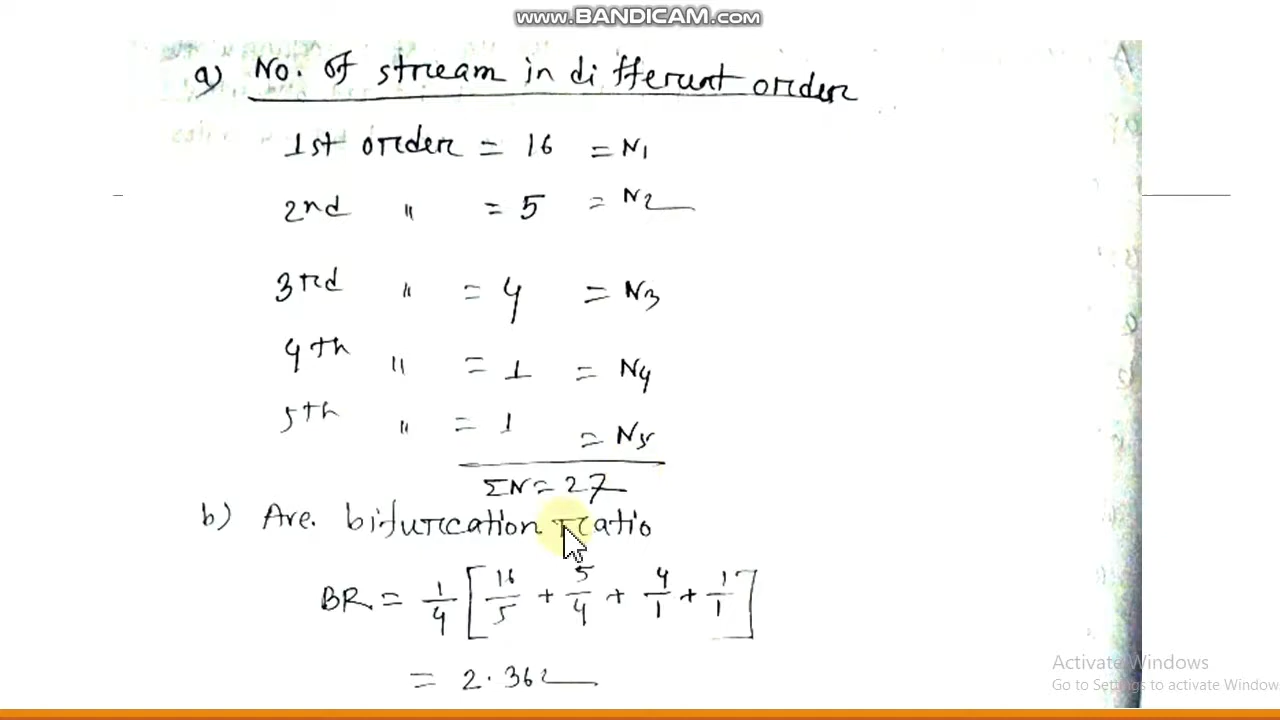 www.BANDICAM.com
a) No. of stream in different order
1st order = 16 = N1
2nd " = 5 = N2
3rd " = 4 = N3
4th " = 1 = N4
5th " = 1 = N5
ΣN = 27
b) Ave. bifurcation ratio
BR = 1/4 [16/5 + 5/4 + 4/1 + 1/1]
= 2.362
Activate Windows
Go to Settings to activate Window